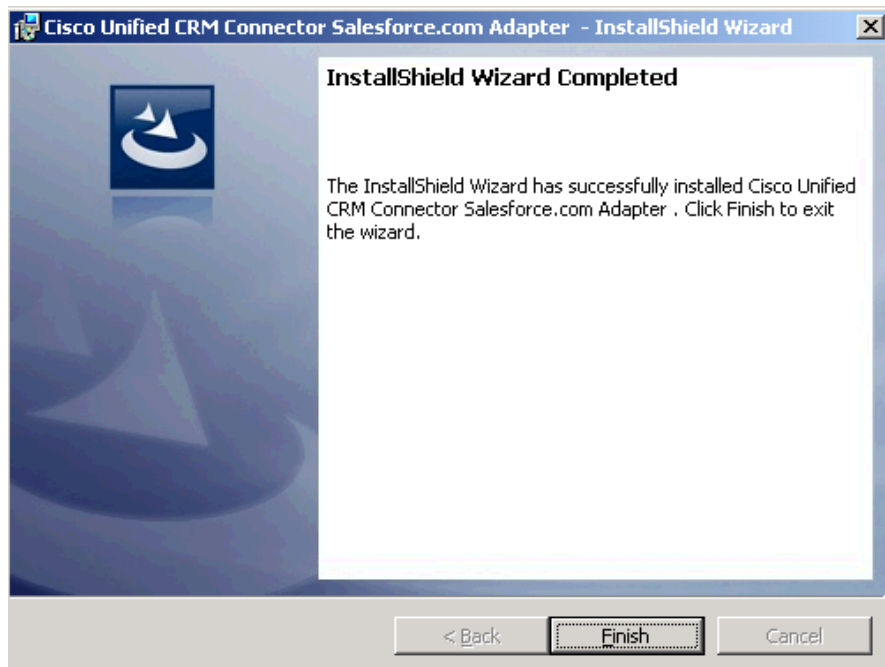 Cisco Unified CRM Connector Salesforce.com Adapter - InstallShield Wizard
InstallShield Wizard Completed
The InstallShield Wizard has successfully installed Cisco Unified
CRM Connector Salesforce.com Adapter . Click Finish to exit
the wizard.
< Back
Finish
Cancel